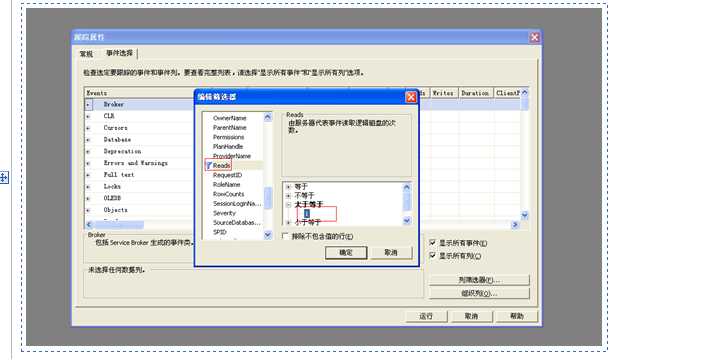 跟踪属性
常规 事件选择
检查选定要跟踪的事件和事件列。要查看完整列表，请选择“显示所有事件”和“显示所有列”选项。
Events Writes Duration
Broker
CLR
Cursors
Database
Deprecation
Errors and Warnings
Full text
Locks
OLEDB
Objects
编辑筛选器
OwnerName
ParentName
Permissions
PlanHandle
ProviderName
Reads
RequestID
RoleName
RowCounts
SessionLoginNa...
Severity
SourceDatabas...
SPID
Reads
由服务器代表事件读取逻辑磁盘的次
数。
等于
不等于
大于等于
1
小于等于
排除不包含值的行(E)
确定 取消
Broker
包括 Service Broker 生成的事件类。
显示所有事件(E)
显示所有列(C)
未选择任何数据列。
列筛选器(F)...
组织列(O)...
运行 取消 帮助